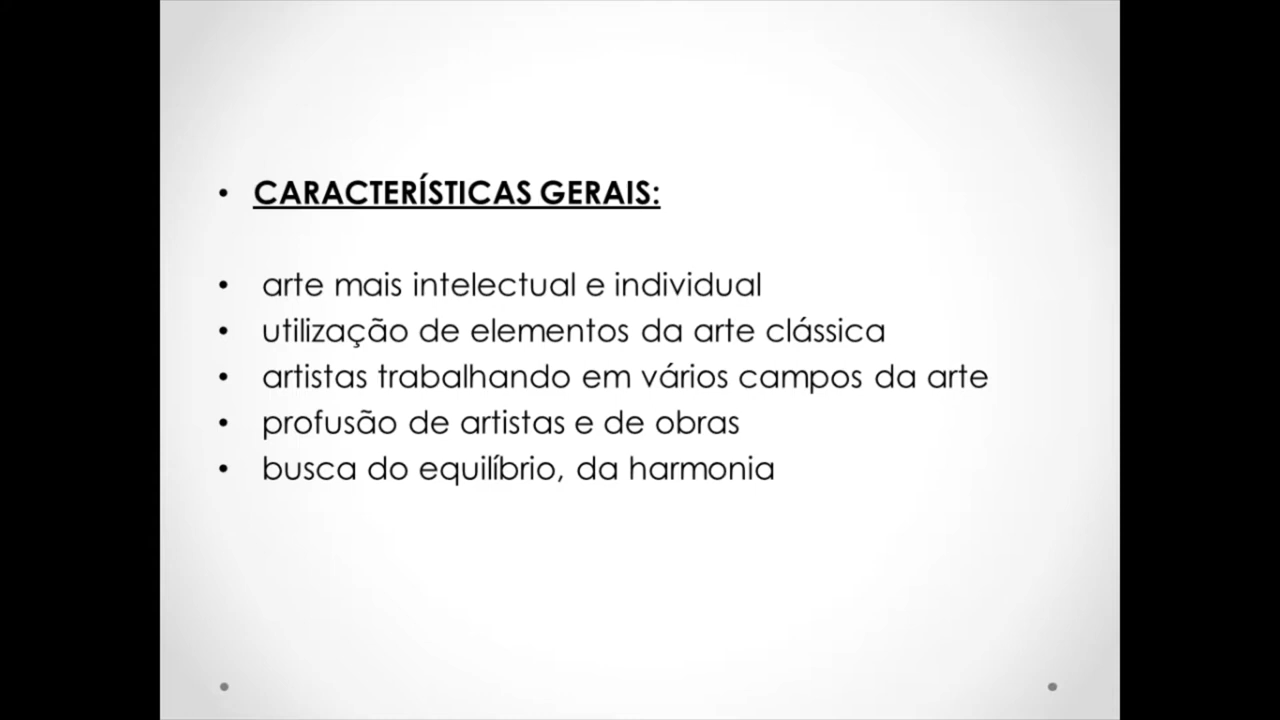 • CARACTERÍSTICAS GERAIS:
• arte mais intelectual e individual
• utilização de elementos da arte clássica
• artistas trabalhando em vários campos da arte
• profusão de artistas e de obras
• busca do equilíbrio, da harmonia